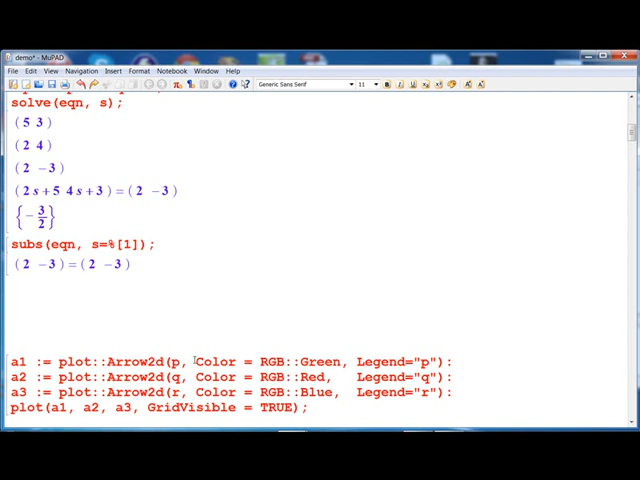 demo* - MuPAD
File Edit View Navigation Insert Format Notebook Window Help
Generic Sans Serif 11
solve(eqn, s);
( 5 3 )
( 2 4 )
( 2 −3 )
( 2 s + 5 4 s + 3 ) = ( 2 −3 )
{ − 3/2 }
subs(eqn, s=%[1]);
( 2 −3 ) = ( 2 −3 )
a1 := plot::Arrow2d(p, Color = RGB::Green, Legend="p"):
a2 := plot::Arrow2d(q, Color = RGB::Red, Legend="q"):
a3 := plot::Arrow2d(r, Color = RGB::Blue, Legend="r"):
plot(a1, a2, a3, GridVisible = TRUE);